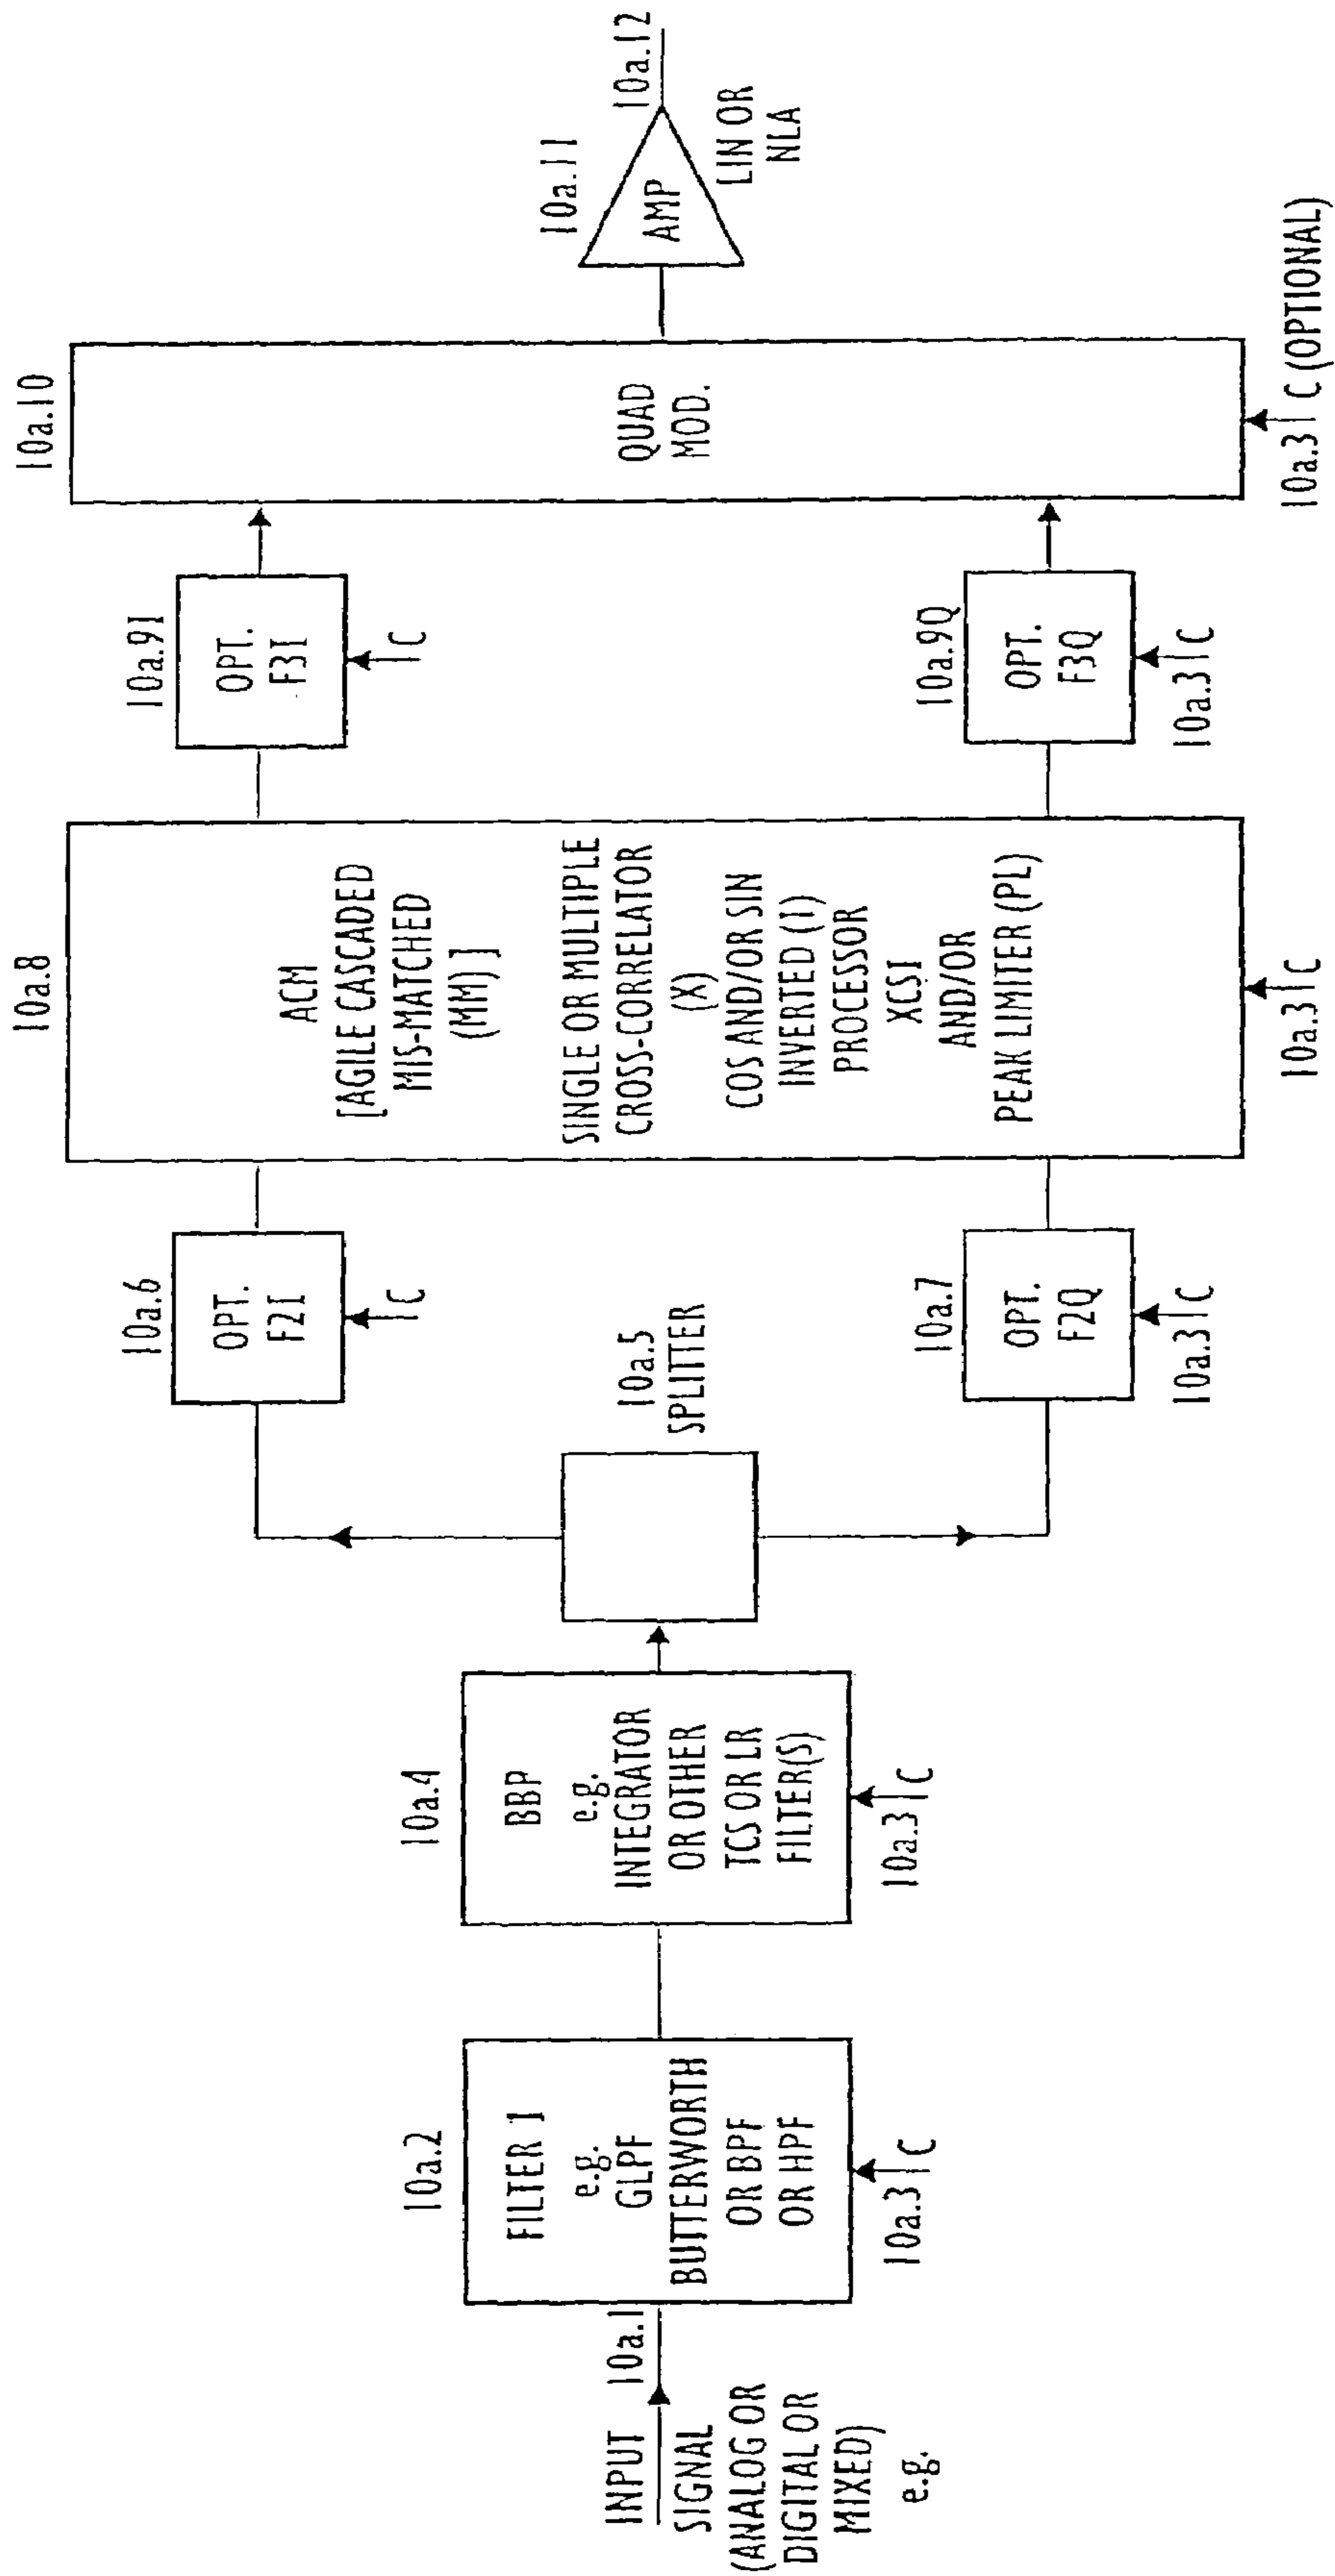 INPUT
SIGNAL
(ANALOG OR
DIGITAL OR
MIXED)
e.g.
10a.1
10a.2
FILTER 1
e.g.
GLPF
BUTTERWORTH
OR BPF
OR HPF
10a.3 C
10a.4
BBP
e.g.
INTEGRATOR
OR OTHER
TCS OR LR
FILTER(S)
10a.3 C
10a.5
SPLITTER
10a.6
OPT.
F2I
C
10a.7
OPT.
F2Q
10a.3 C
10a.8
ACM
[AGILE CASCADED
MIS-MATCHED
(MM) ]
SINGLE OR MULTIPLE
CROSS-CORRELATOR
(X)
COS AND/OR SIN
INVERTED (I)
PROCESSOR
XCSI
AND/OR
PEAK LIMITER (PL)
10a.3 C
10a.9I
OPT.
F3I
C
10a.9Q
OPT.
F3Q
10a.3 C
10a.10
QUAD
MOD.
10a.3 C (OPTIONAL)
10a.11
AMP
LIN OR
NLA
10a.12